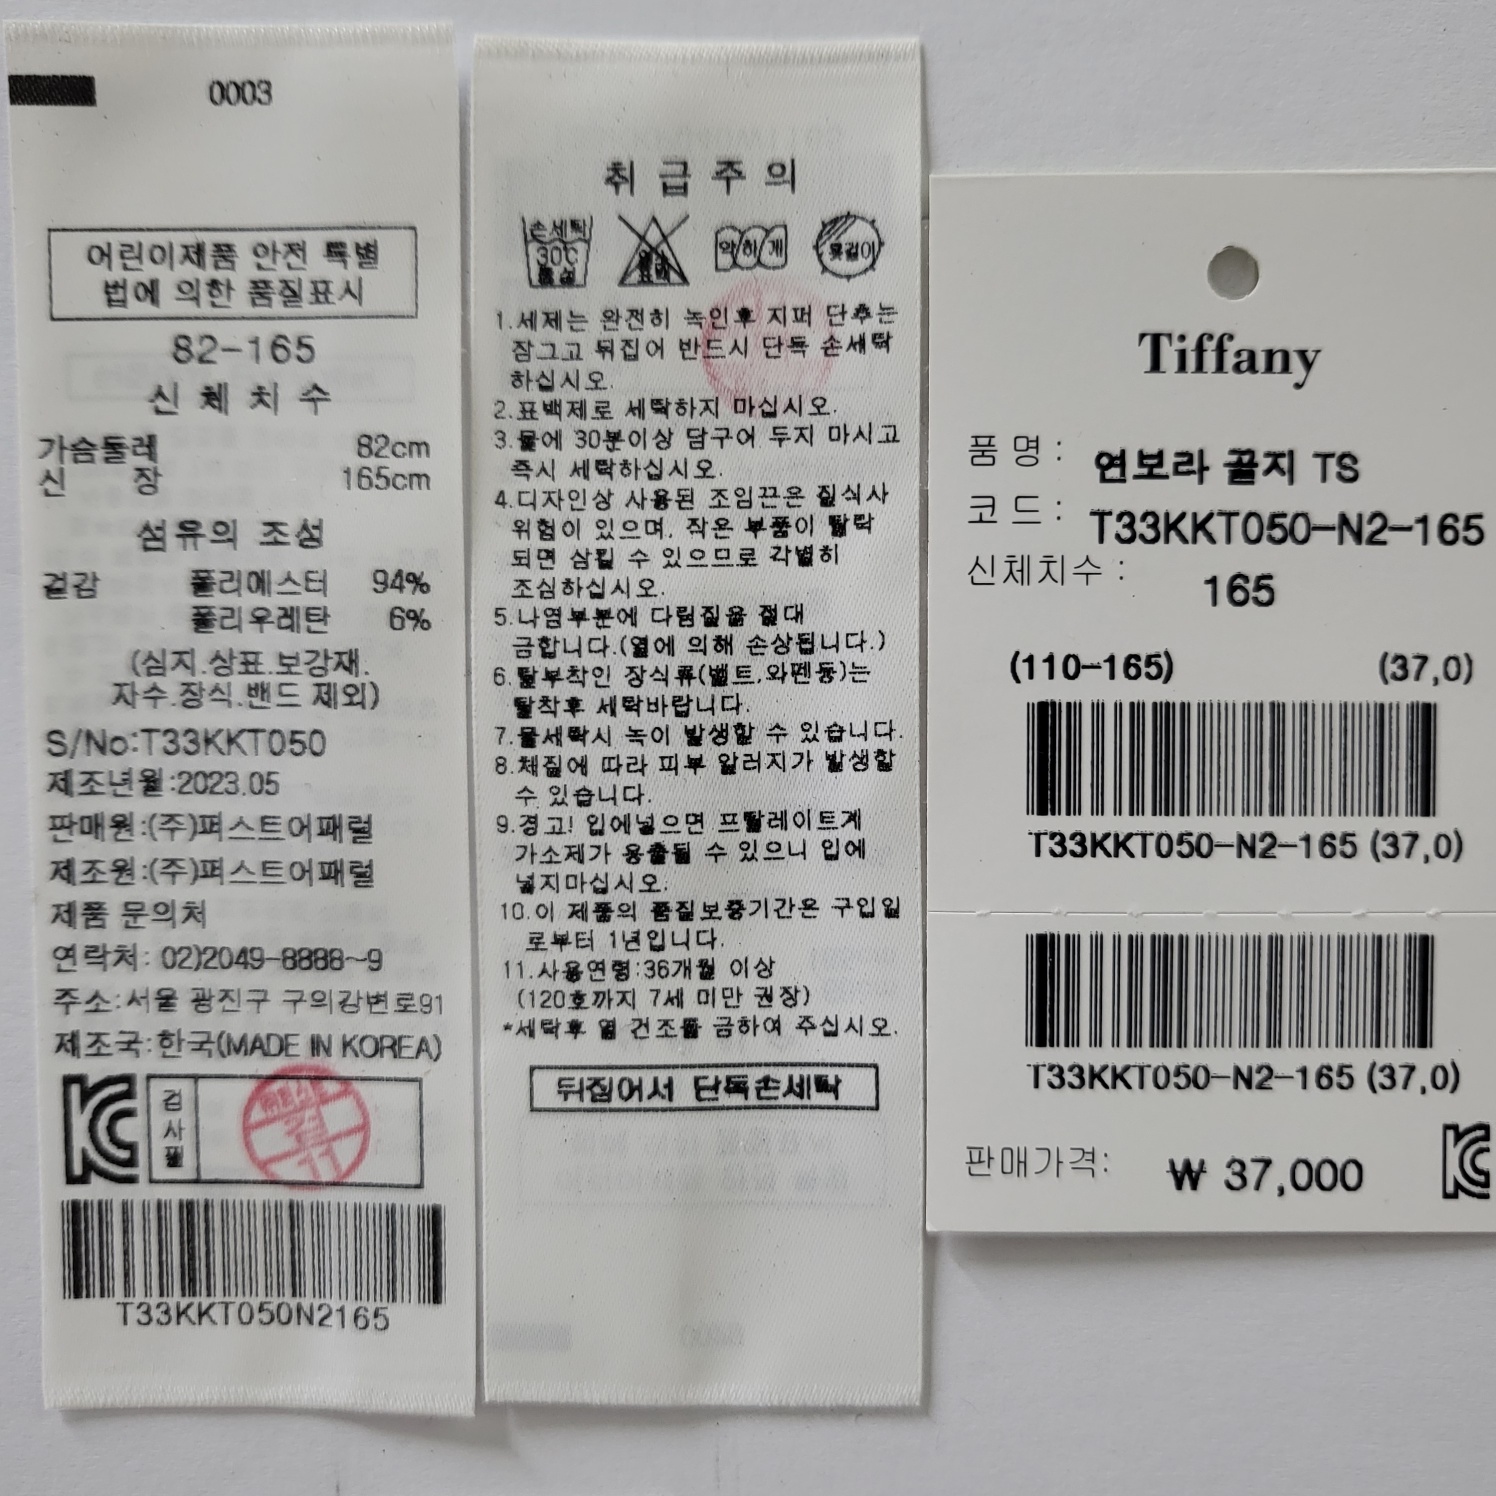 0003
어린이제품 안전 특별
법에 의한 품질표시
82-165
신 체 치 수
가슴둘레 82cm
신 장 165cm
섬유의 조성
겉감 폴리에스터 94%
폴리우레탄 6%
(심지.상표.보강재.
자수.장식.밴드 제외)
S/No:T33KKT050
제조년월:2023.05
판매원:(주)퍼스트어패럴
제조원:(주)퍼스트어패럴
제품 문의처
연락처: 02)2049-8888~9
주소:서울 광진구 구의강변로91
제조국:한국(MADE IN KOREA)
검사필
T33KKT050N2165
취 급 주 의
손세탁
30℃
중성
약하게
옷걸이
1.세제는 완전히 녹인후 지퍼 단추는
잠그고 뒤집어 반드시 단독 손세탁
하십시오.
2.표백제로 세탁하지 마십시오.
3.물에 30분이상 담구어 두지 마시고
즉시 세탁하십시오.
4.디자인상 사용된 조임끈은 질식사
위험이 있으며, 작은 부품이 탈락
되면 삼킬 수 있으므로 각별히
조심하십시오.
5.나염부분에 다림질을 절대
금합니다.(열에 의해 손상됩니다.)
6.탈부착인 장식류(벨트,와펜등)는
탈착후 세탁바랍니다.
7.물세탁시 녹이 발생할 수 있습니다.
8.체질에 따라 피부 알러지가 발생할
수 있습니다.
9.경고! 입에넣으면 프탈레이트계
가소제가 용출될 수 있으니 입에
넣지마십시오.
10.이 제품의 품질보증기간은 구입일
로부터 1년입니다.
11.사용연령:36개월 이상
(120호까지 7세 미만 권장)
*세탁후 열 건조를 금하여 주십시오.
뒤집어서 단독손세탁
Tiffany
품 명 : 연보라 꼴지 TS
코 드 : T33KKT050-N2-165
신체치수 : 165
(110-165) (37,0)
T33KKT050-N2-165 (37,0)
T33KKT050-N2-165 (37,0)
판매가격: ₩ 37,000